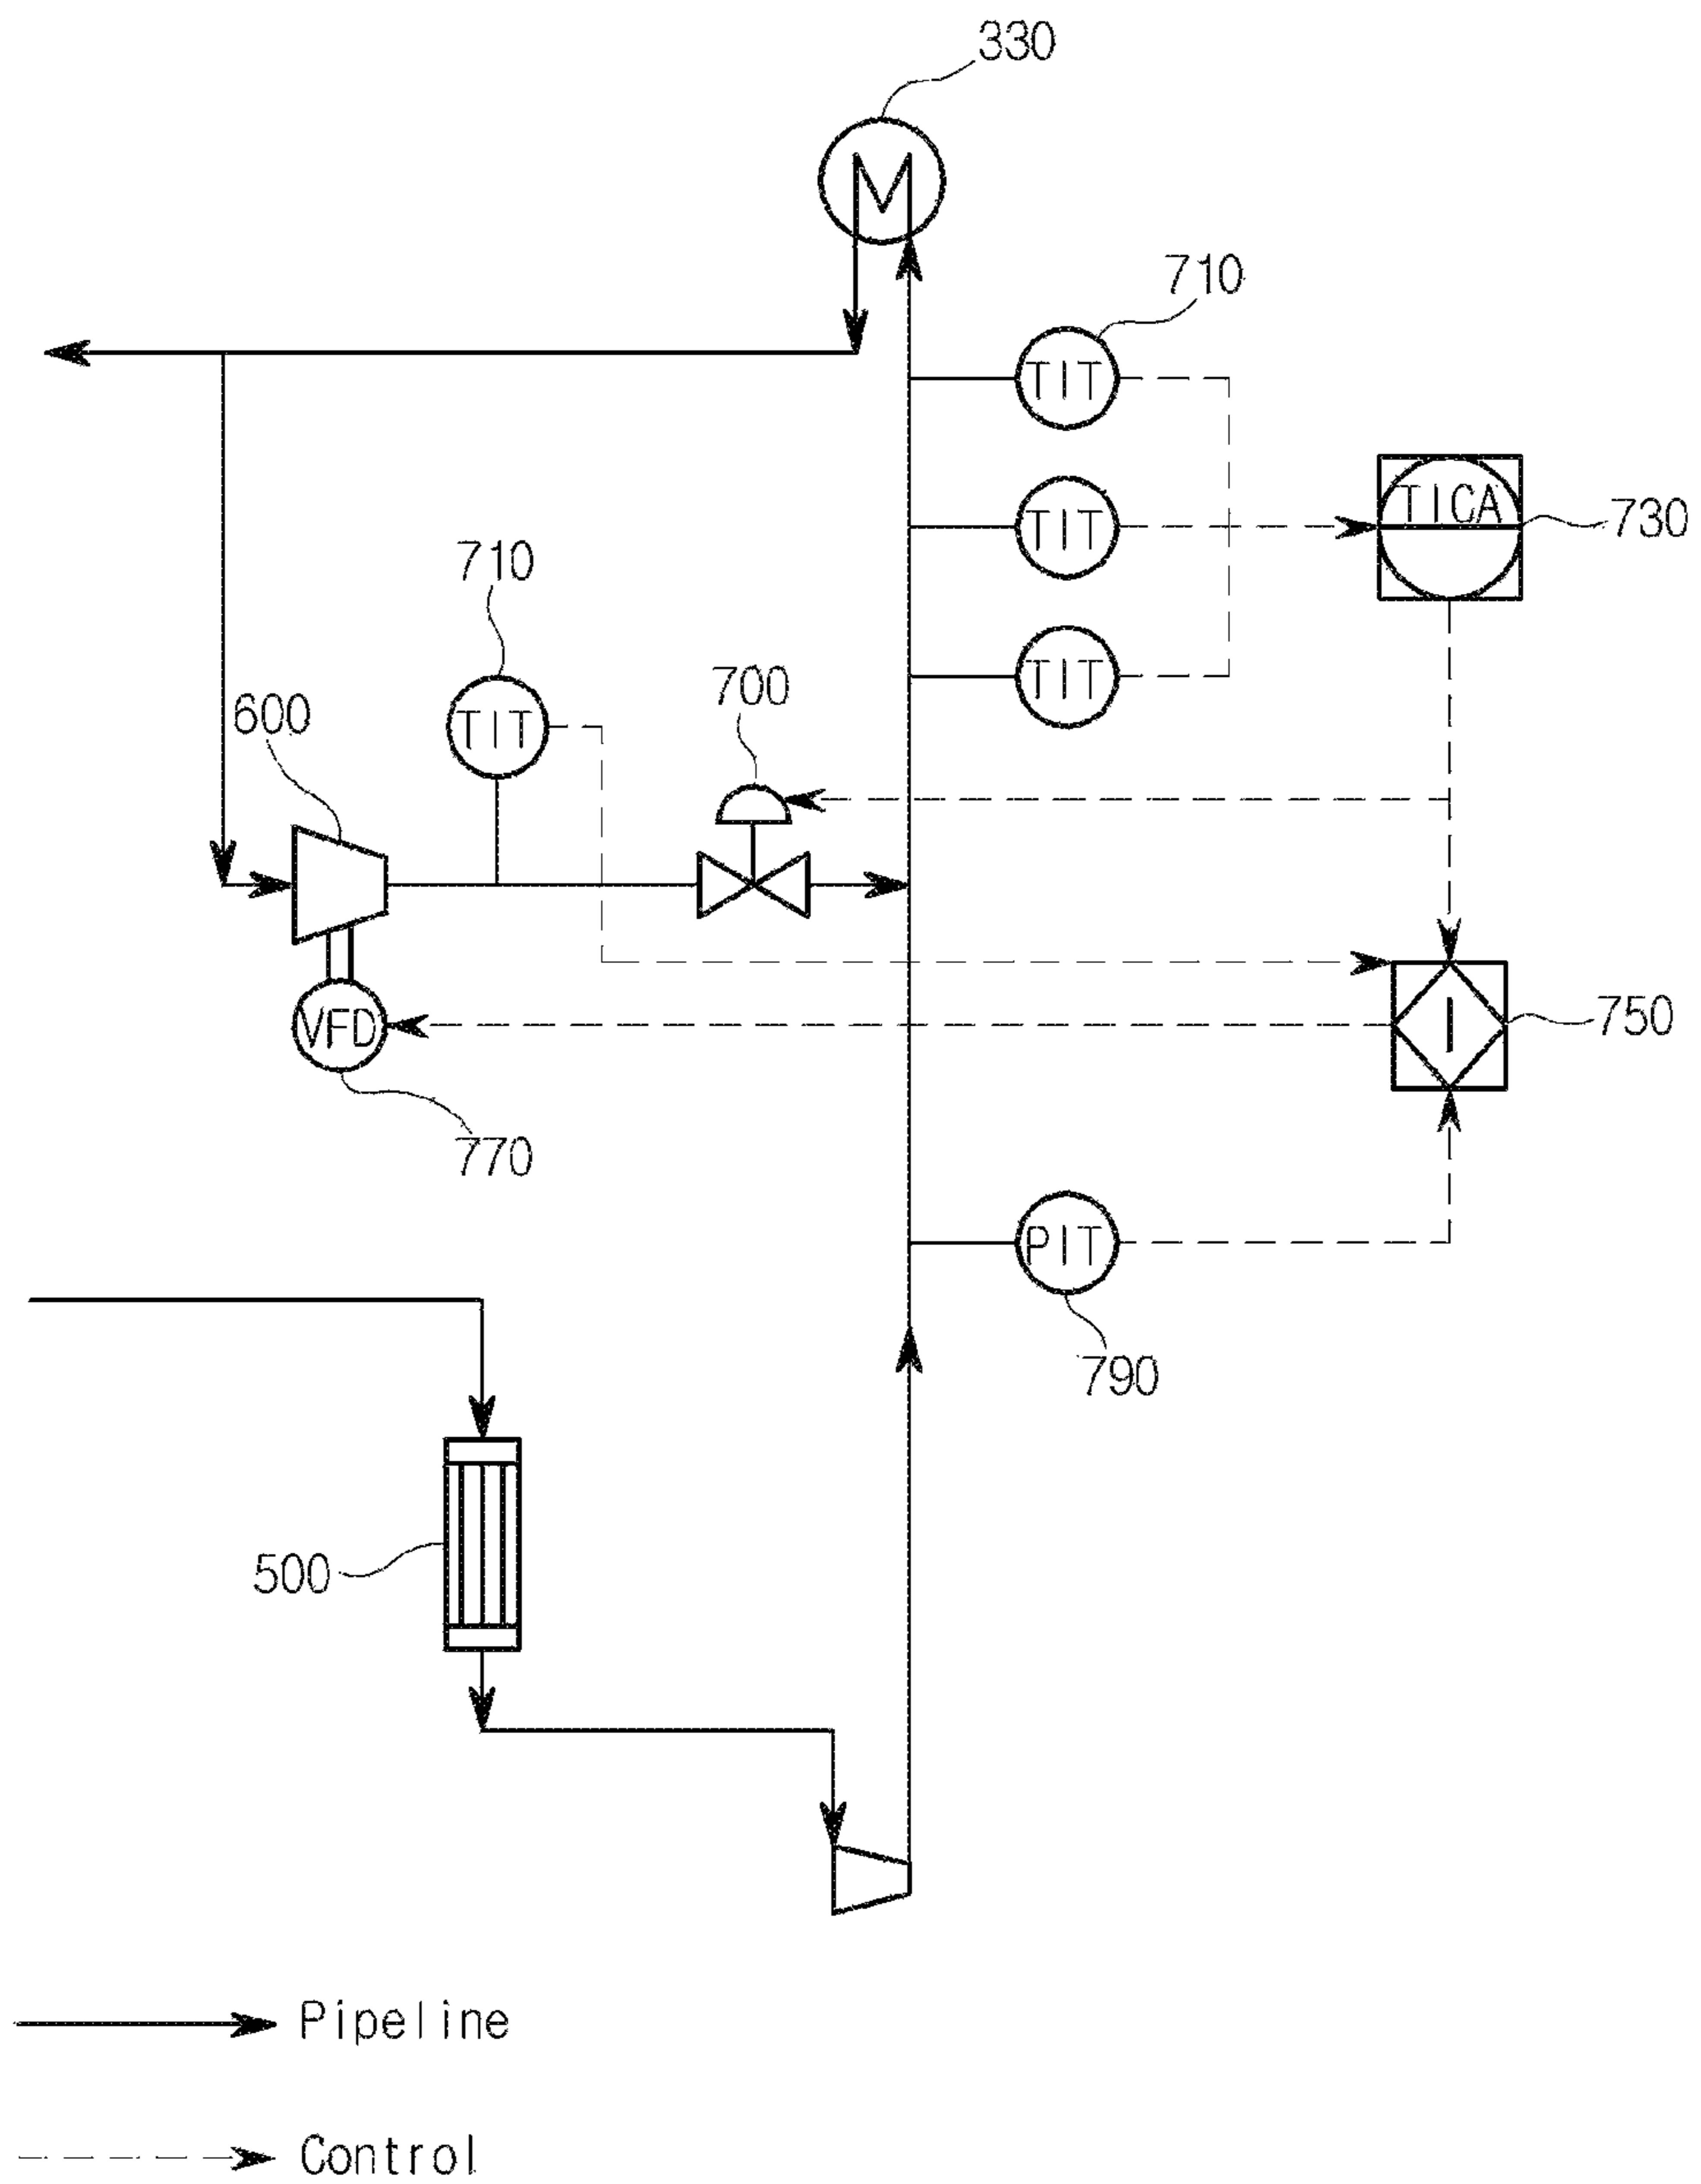 330
710
TIT
TICA
730
TIT
710
TIT
700
600
TIT
750
I
VFD
770
PIT
790
500
Pipeline
Control